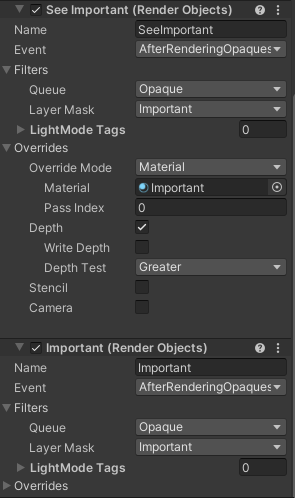 See Important (Render Objects)
Name SeeImportant
Event AfterRenderingOpaques
Filters
Queue Opaque
Layer Mask Important
LightMode Tags 0
Overrides
Override Mode Material
Material Important
Pass Index 0
Depth
Write Depth
Depth Test Greater
Stencil
Camera
Important (Render Objects)
Name Important
Event AfterRenderingOpaques
Filters
Queue Opaque
Layer Mask Important
LightMode Tags 0
Overrides